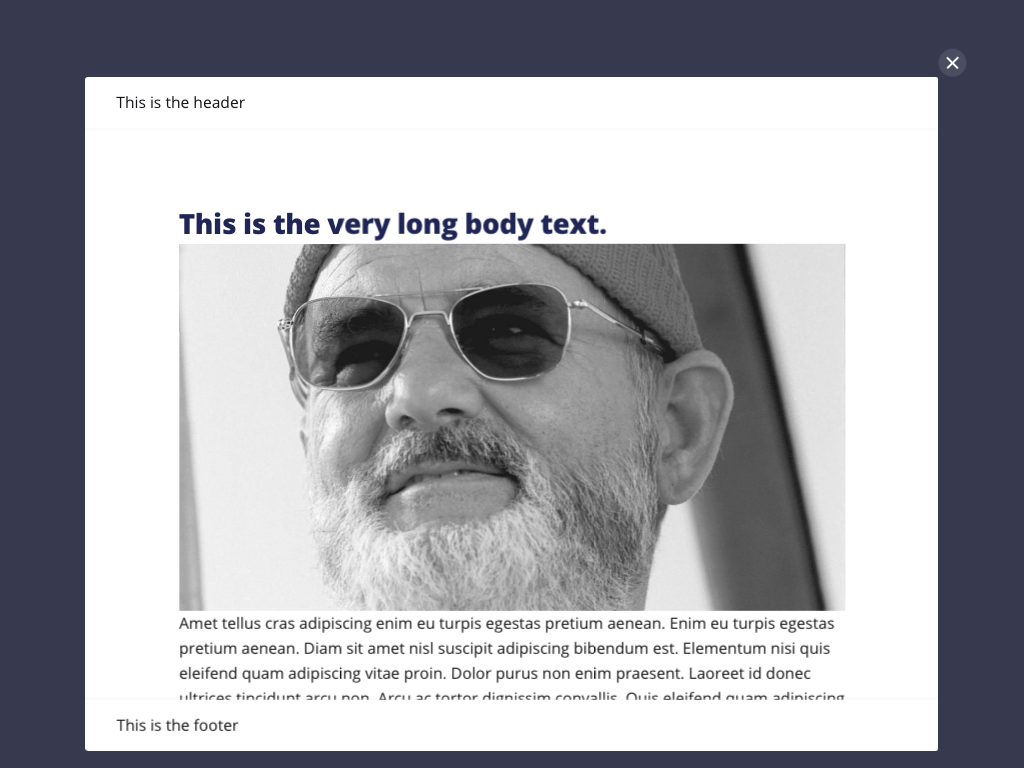 This is the header
This is the very long body text.
Amet tellus cras adipiscing enim eu turpis egestas pretium aenean. Enim eu turpis egestas
pretium aenean. Diam sit amet nisl suscipit adipiscing bibendum est. Elementum nisi quis
eleifend quam adipiscing vitae proin. Dolor purus non enim praesent. Laoreet id donec
ultrices tincidunt arcu non. Arcu ac tortor dignissim convallis. Quis eleifend quam adipiscing
This is the footer